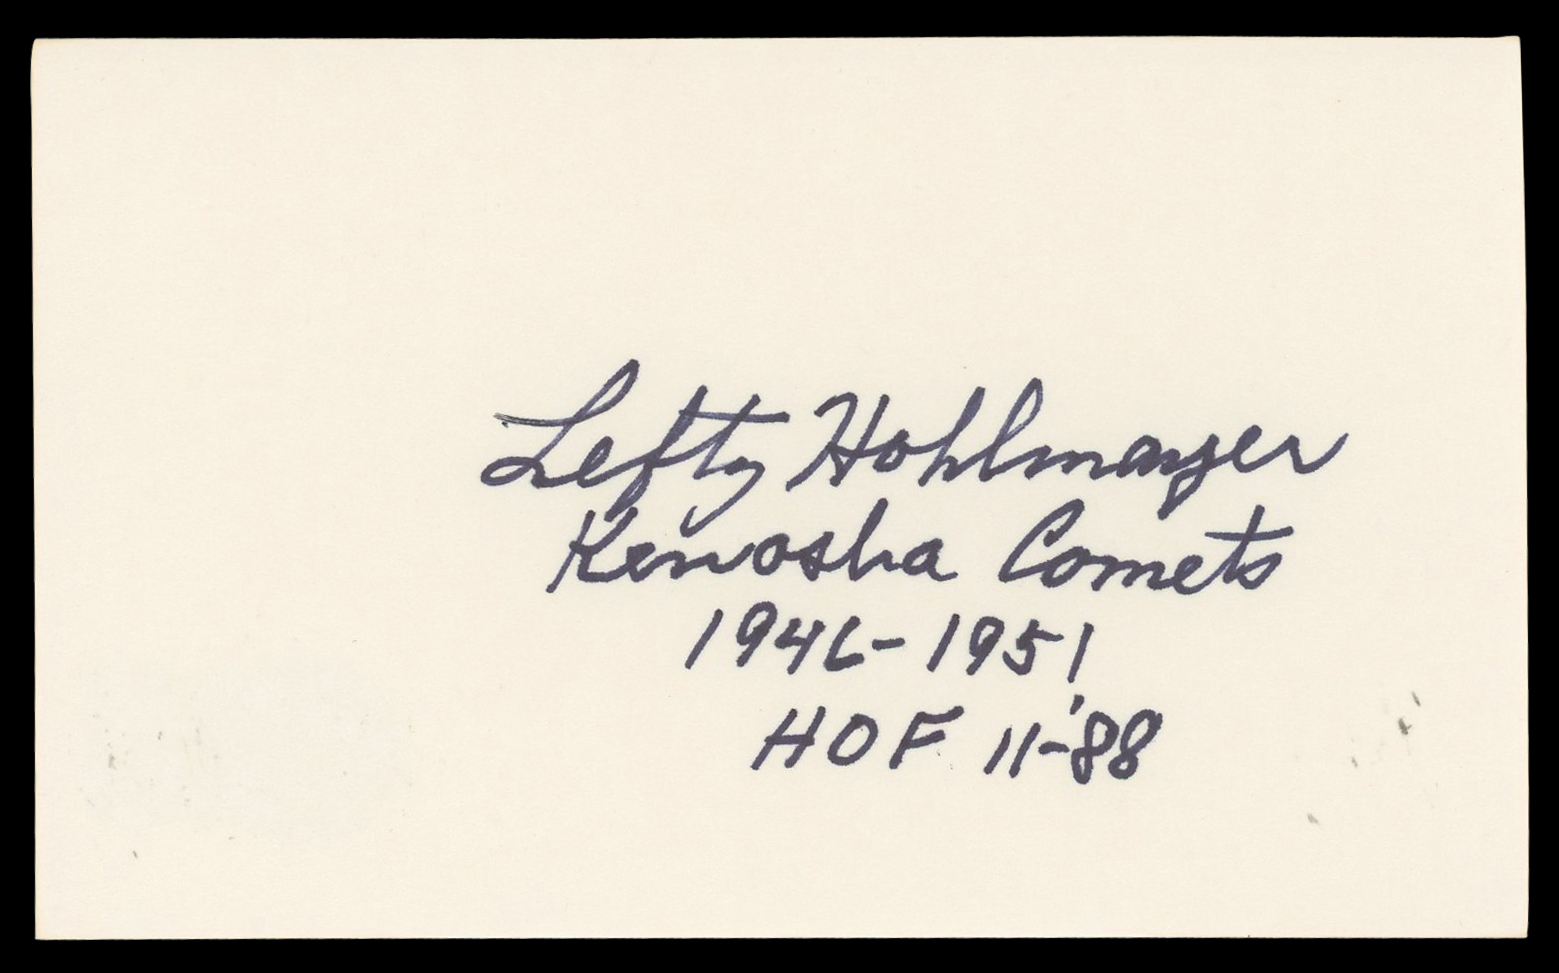 Lefty Hohlmayer
Kenosha Comets
1946-1951
HOF 11-'88